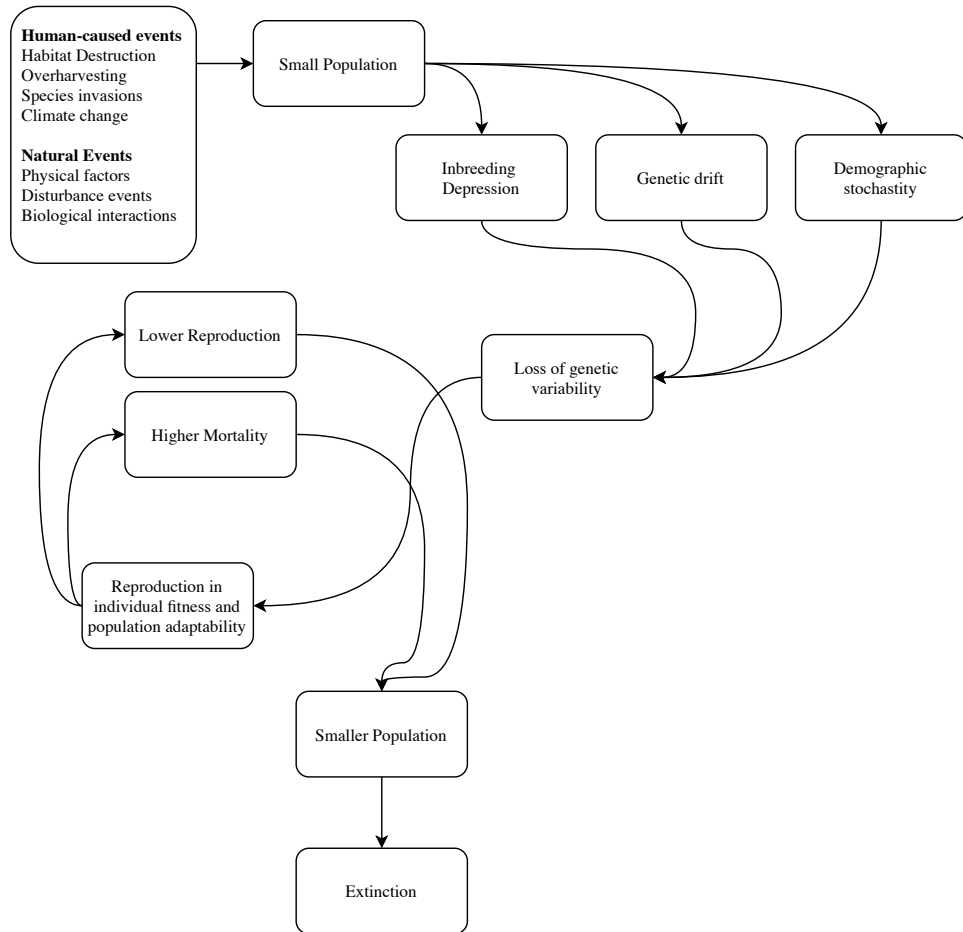 Human-caused events
Habitat Destruction
Overharvesting
Species invasions
Climate change
Natural Events
Physical factors
Disturbance events
Biological interactions
Small Population
Inbreeding
Depression
Genetic drift
Demographic
stochastity
Loss of genetic
variability
Lower Reproduction
Higher Mortality
Reproduction in
individual fitness and
population adaptability
Smaller Population
Extinction